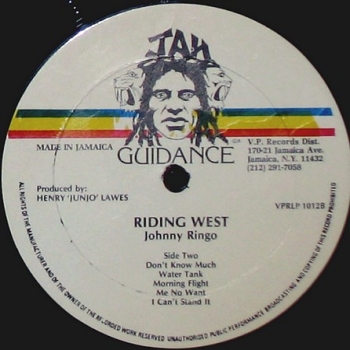 JAH
GUIDANCE
MADE IN JAMAICA
V.P. Records Dist.
170-21 Jamaica Ave.
Jamaica, N.Y. 11432
(212) 291-7058
Produced by:
HENRY 'JUNJO' LAWES
VPRLP 1012B
RIDING WEST
Johnny Ringo
Side Two
Don't Know Much
Water Tank
Morning Flight
Me No Want
I Can't Stand It
ALL RIGHTS OF THE MANUFACTURER AND OF THE OWNER OF THE RECORDED WORK RESERVED UNAUTHORISED PUBLIC PERFORMANCE BROADCASTING AND COPYING OF THIS RECORD PROHIBITED